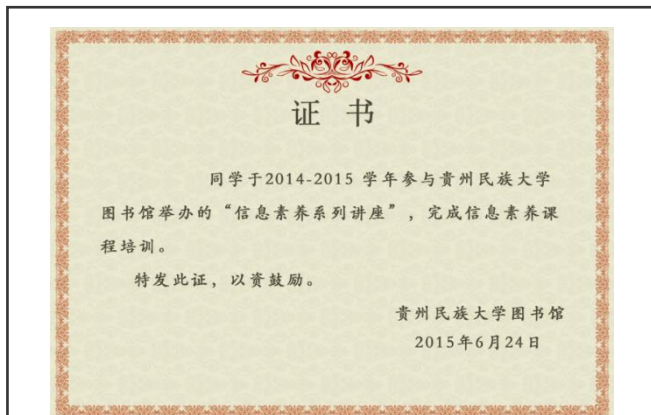 证 书
同学于2014-2015 学年参与贵州民族大学
图书馆举办的“信息素养系列讲座”，完成信息素养课
程培训。
特发此证，以资鼓励。
贵州民族大学图书馆
2015年6月24日